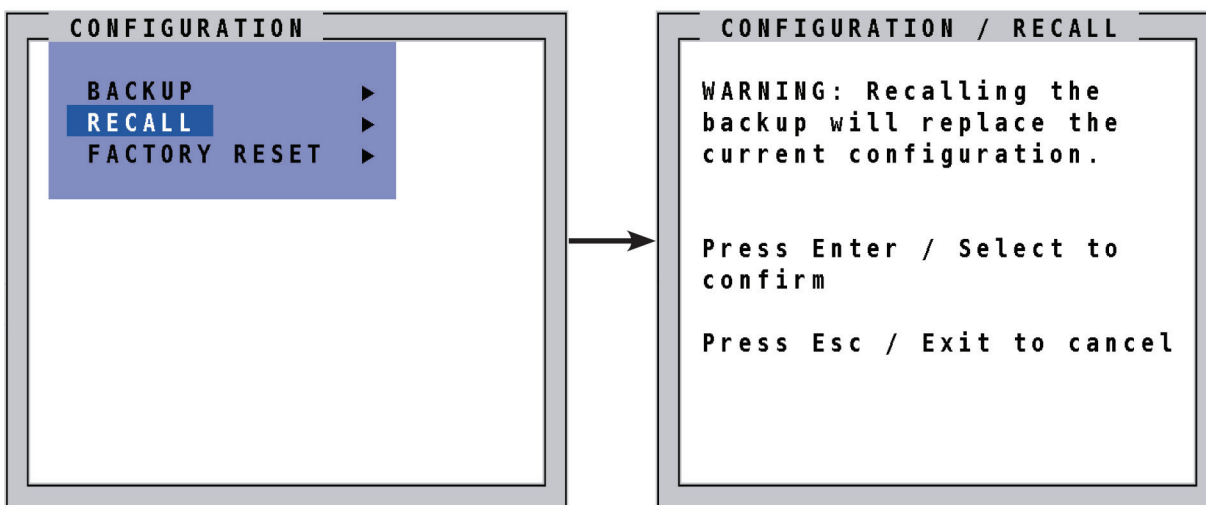 CONFIGURATION
BACKUP ▶
RECALL ▶
FACTORY RESET ▶
CONFIGURATION / RECALL
WARNING: Recalling the
backup will replace the
current configuration.
Press Enter / Select to
confirm
Press Esc / Exit to cancel